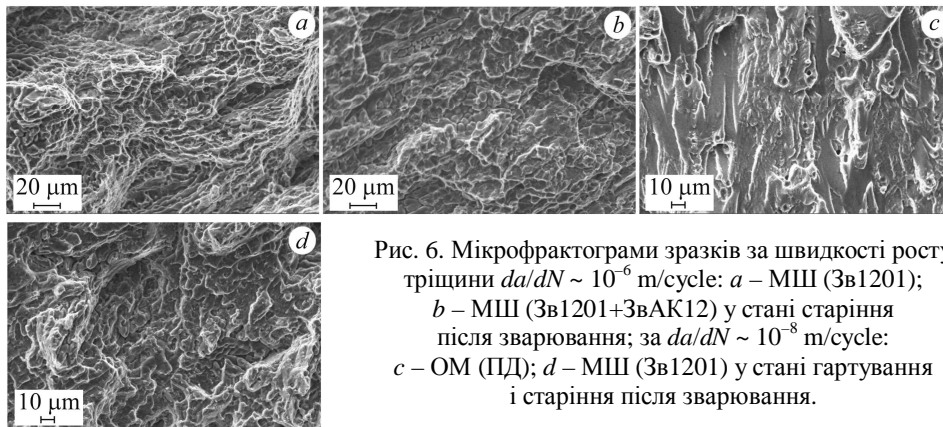 a
b
c
20 μm
20 μm
10 μm
d
10 μm
Рис. 6. Мікрофрактограми зразків за швидкості росту
тріщини da/dN ~ 10⁻⁶ m/cycle: a – МШ (Зв1201);
b – МШ (Зв1201+ЗвАК12) у стані старіння
після зварювання; за da/dN ~ 10⁻⁸ m/cycle:
c – ОМ (ПД); d – МШ (Зв1201) у стані гартування
і старіння після зварювання.